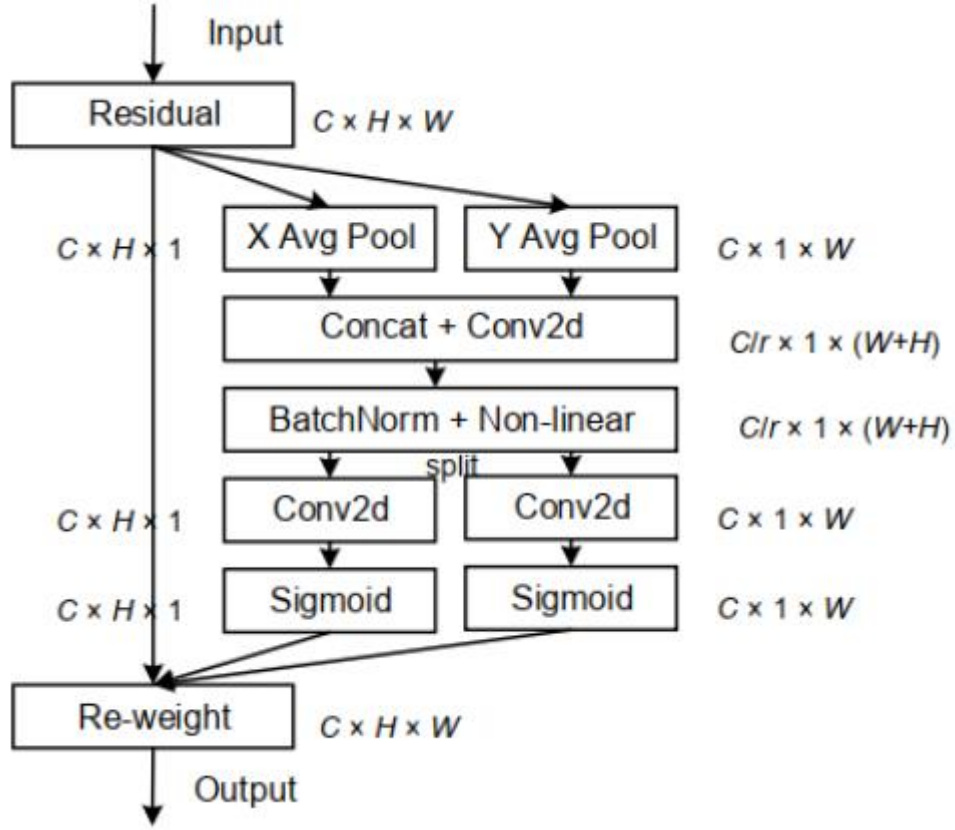 Input
Residual
C × H × W
C × H × 1
X Avg Pool
Y Avg Pool
C × 1 × W
Concat + Conv2d
C/r × 1 × (W+H)
BatchNorm + Non-linear
C/r × 1 × (W+H)
split
C × H × 1
Conv2d
Conv2d
C × 1 × W
C × H × 1
Sigmoid
Sigmoid
C × 1 × W
Re-weight
C × H × W
Output